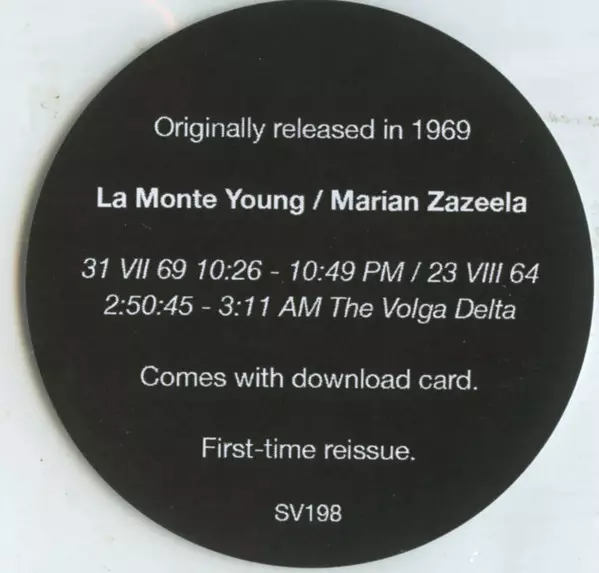 Originally released in 1969
La Monte Young / Marian Zazeela
31 VII 69 10:26 - 10:49 PM / 23 VIII 64
2:50:45 - 3:11 AM The Volga Delta
Comes with download card.
First-time reissue.
SV198